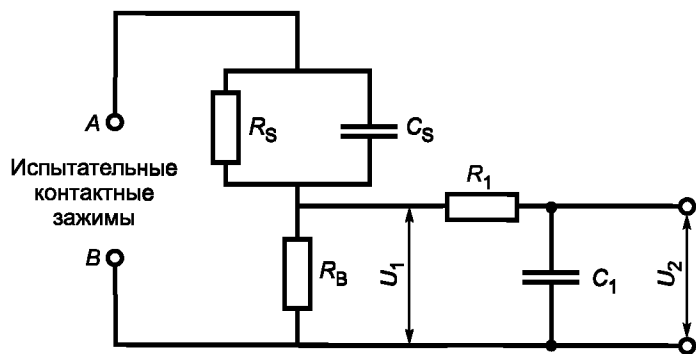 A
R_S
C_S
Испытательные
контактные
зажимы
R_1
B
R_B
U_1
C_1
U_2